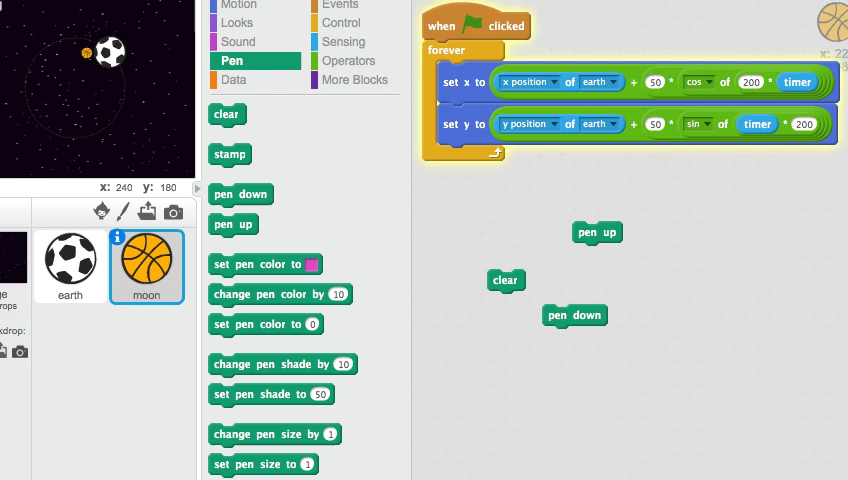 Motion
Events
Looks
Control
Sound
Sensing
Pen
Operators
Data
More Blocks
clear
stamp
pen down
pen up
set pen color to
change pen color by 10
set pen color to 0
change pen shade by 10
set pen shade to 50
change pen size by 1
set pen size to 1
x: 240 y: 180
i
earth
moon
ge
rops
kdrop:
when clicked
forever
set x to x position of earth + 50 * cos of 200 * timer
set y to y position of earth + 50 * sin of timer * 200
pen up
clear
pen down
x: 22